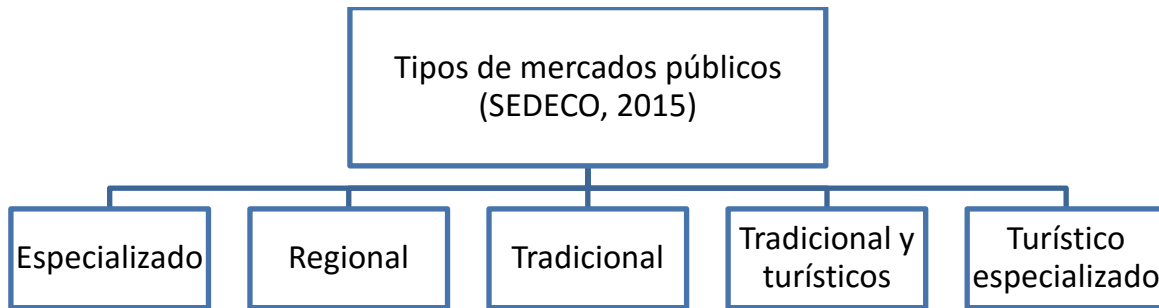 Tipos de mercados públicos
(SEDECO, 2015)
Especializado
Regional
Tradicional
Tradicional y
turísticos
Turístico
especializado